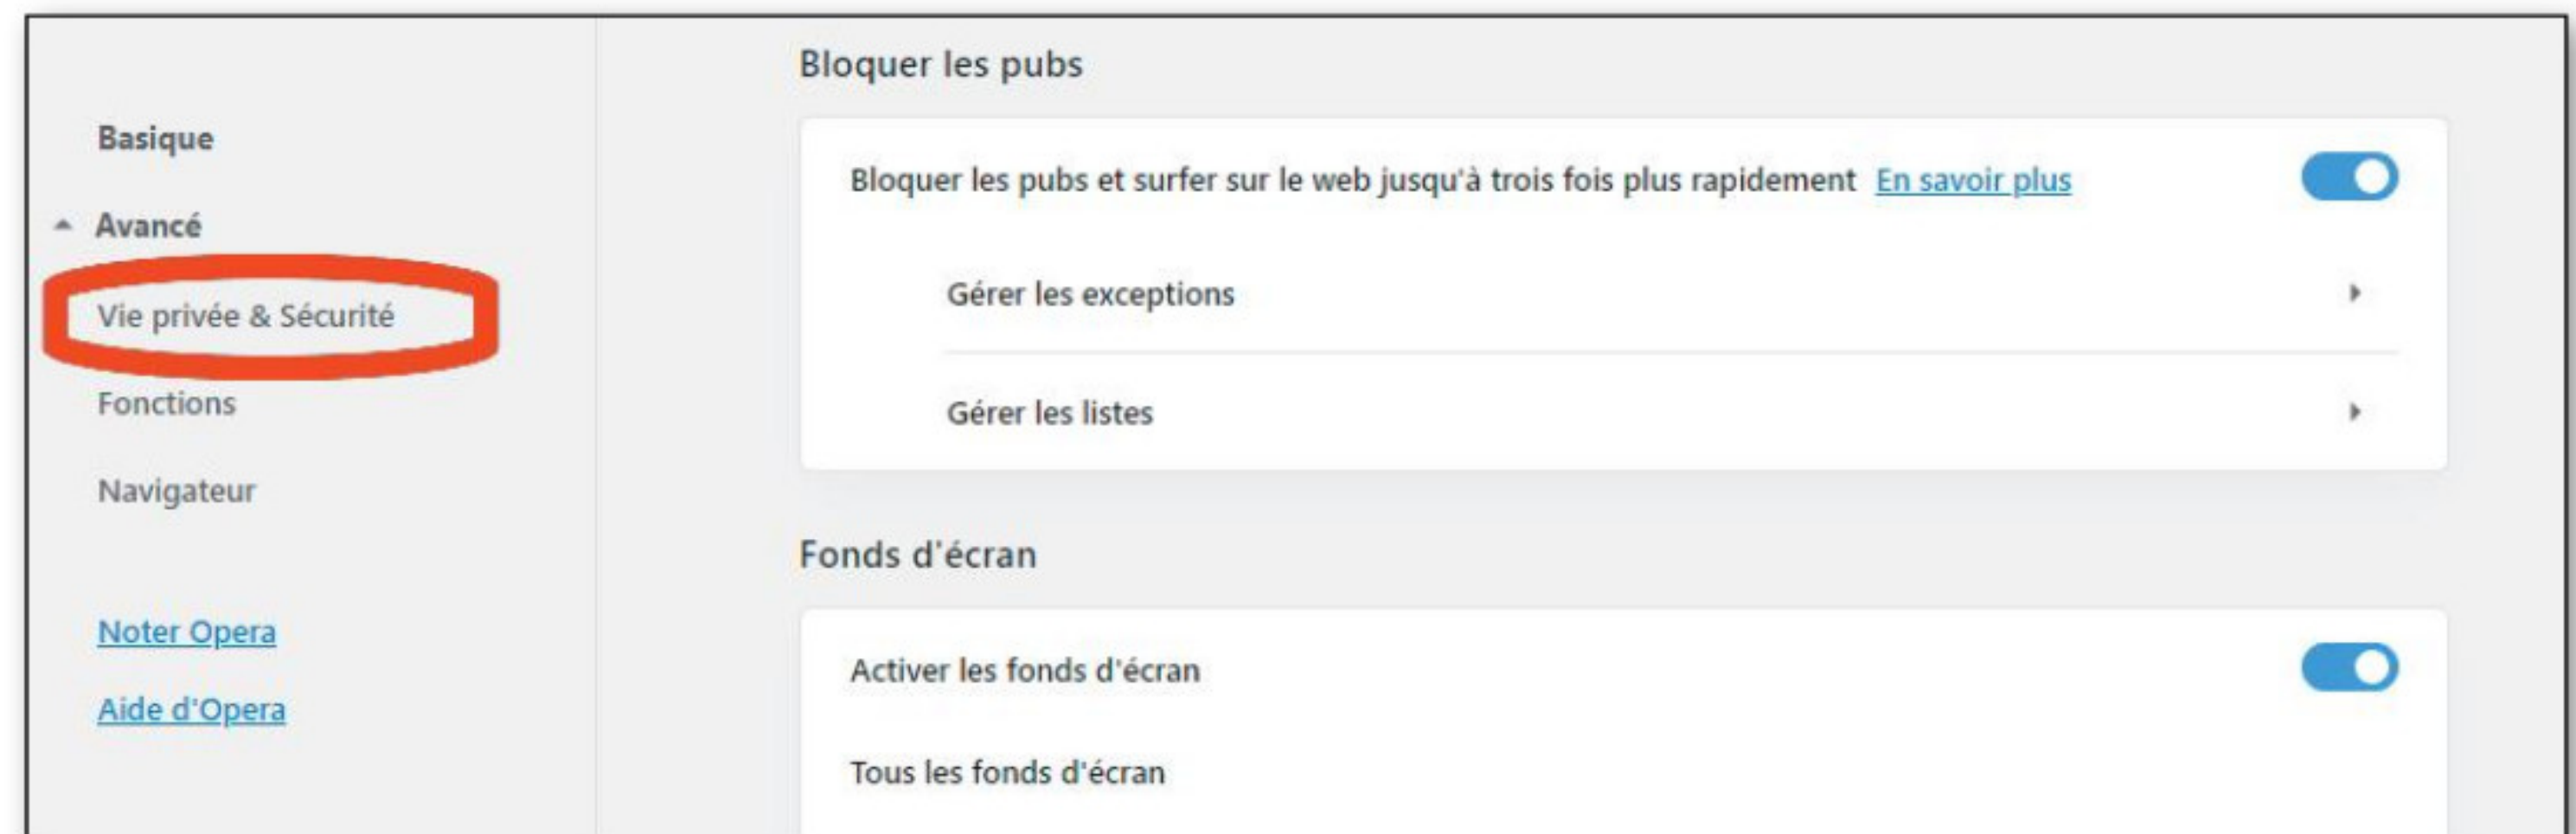 Basique
Avancé
Vie privée & Sécurité
Fonctions
Navigateur
Noter Opera
Aide d'Opera
Bloquer les pubs
Bloquer les pubs et surfer sur le web jusqu'à trois fois plus rapidement En savoir plus
Gérer les exceptions
Gérer les listes
Fonds d'écran
Activer les fonds d'écran
Tous les fonds d'écran